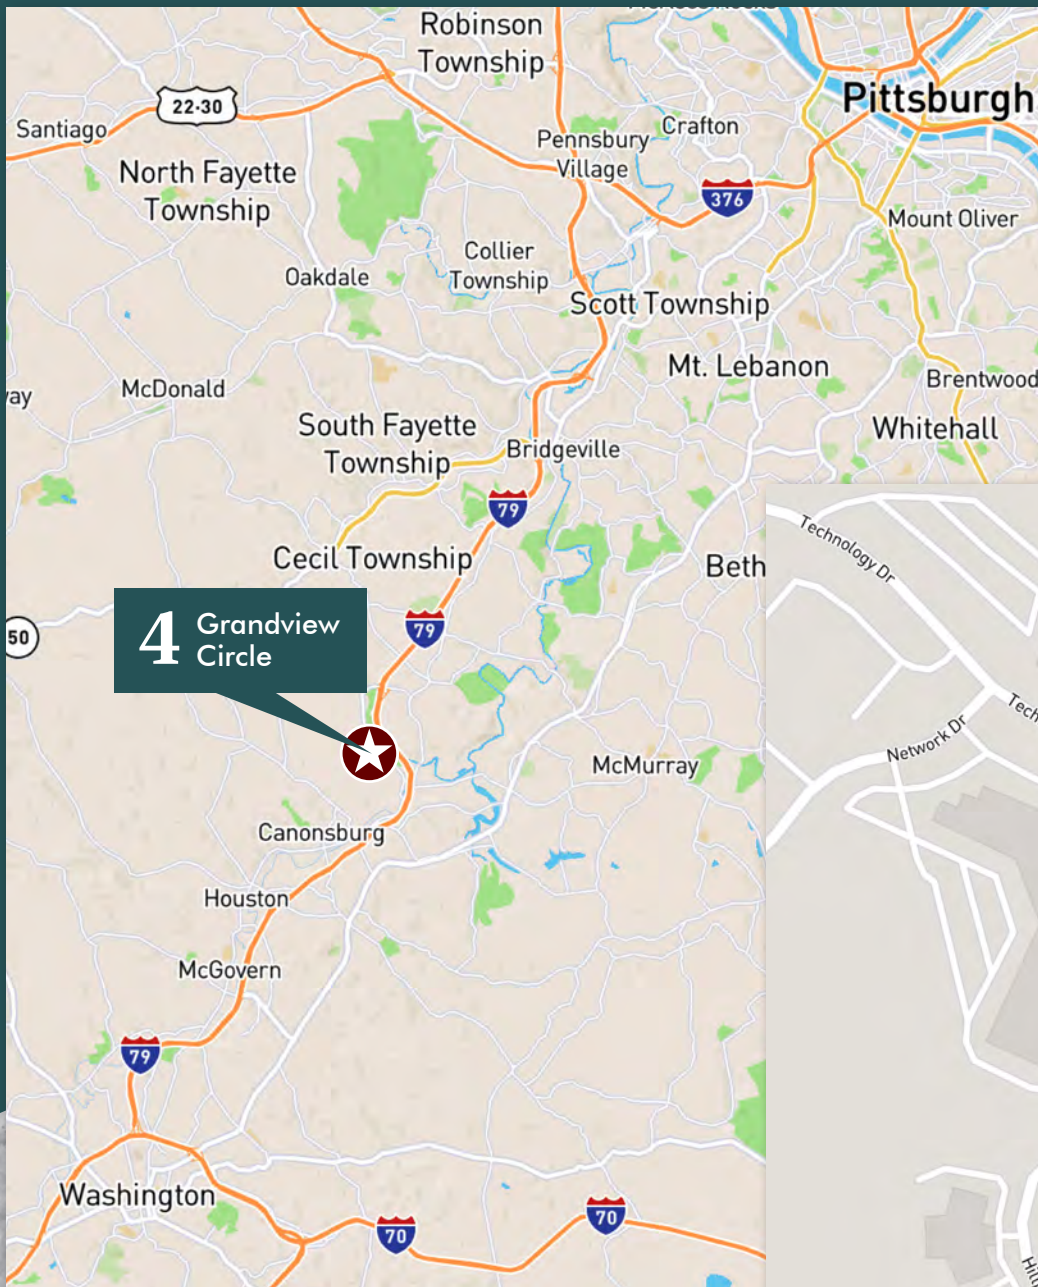 Robinson
Township
22·30
Pittsburgh
Santiago
Crafton
Pennsbury
Village
North Fayette
Township
376
Mount Oliver
Collier
Township
Oakdale
Scott Township
Mt. Lebanon
Brentwood
way
McDonald
South Fayette
Township
Whitehall
Bridgeville
79
Technology Dr
Cecil Township
Beth
4 Grandview
Circle
79
50
Tech
Network Dr
McMurray
Canonsburg
Houston
McGovern
79
Washington
70
70